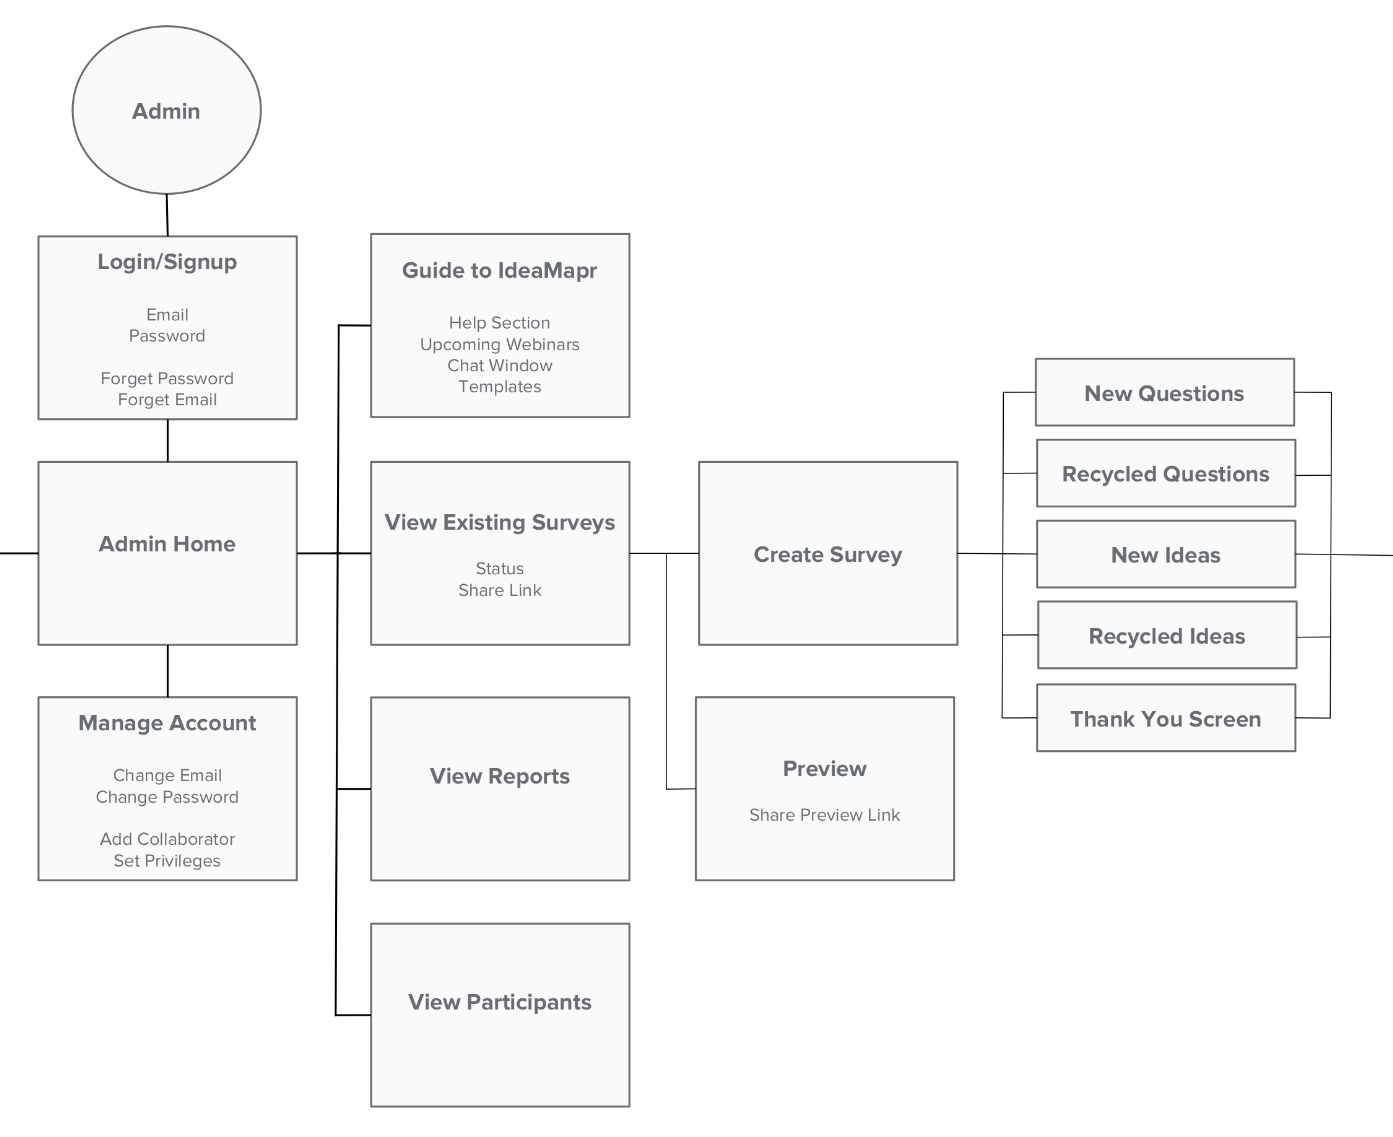 Admin
Login/Signup
Email
Password
Forget Password
Forget Email
Admin Home
Manage Account
Change Email
Change Password
Add Collaborator
Set Privileges
Guide to IdeaMapr
Help Section
Upcoming Webinars
Chat Window
Templates
View Existing Surveys
Status
Share Link
View Reports
View Participants
Create Survey
Preview
Share Preview Link
New Questions
Recycled Questions
New Ideas
Recycled Ideas
Thank You Screen